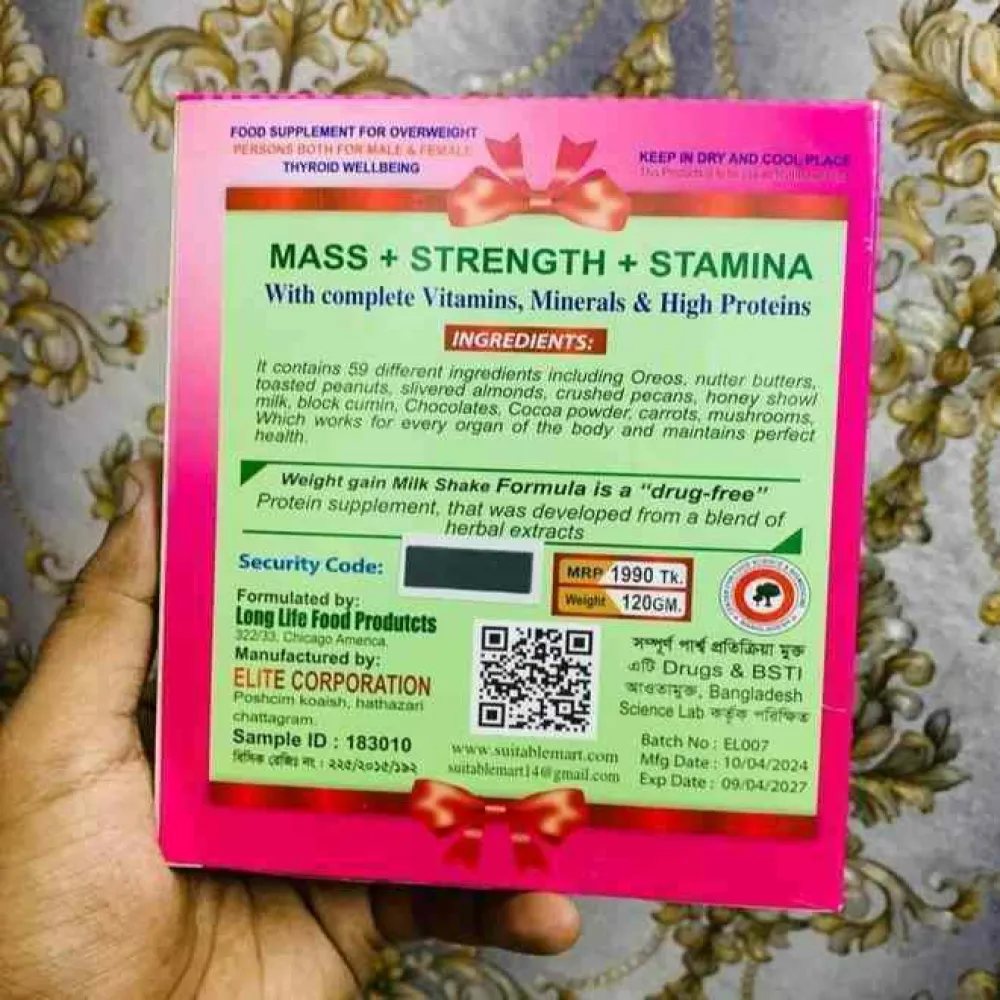 FOOD SUPPLEMENT FOR OVERWEIGHT
PERSONS BOTH FOR MALE & FEMALE
THYROID WELLBEING
KEEP IN DRY AND COOL PLACE
MASS + STRENGTH + STAMINA
With complete Vitamins, Minerals & High Proteins
INGREDIENTS:
It contains 59 different ingredients including Oreos, nutter butters,
toasted peanuts, slivered almonds, crushed pecans, honey showl
milk, block cumin, Chocolates, Cocoa powder, carrots, mushrooms,
Which works for every organ of the body and maintains perfect
health.
Weight gain Milk Shake Formula is a “drug-free”
Protein supplement, that was developed from a blend of
herbal extracts
Security Code:
MRP 1990 Tk.
Weight 120GM.
Formulated by:
Long Life Food Produtcts
322/33, Chicago America.
Manufactured by:
ELITE CORPORATION
Poshcim koaish, hathazari
chattagram.
Sample ID : 183010
বিসিক রেজিঃ নং : ২২৫/২০১৫/১৯২
www.suitablemart.com
suitablemart14@gmail.com
সম্পূর্ণ পার্শ্ব প্রতিক্রিয়া মুক্ত
এটি Drugs & BSTI
আওতামুক্ত, Bangladesh
Science Lab কর্তৃক পরিক্ষিত
Batch No : EL007
Mfg Date : 10/04/2024
Exp Date : 09/04/2027